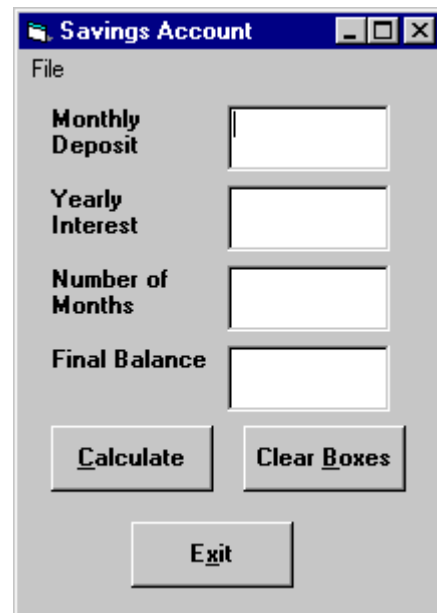 Savings Account
File
Monthly
Deposit
Yearly
Interest
Number of
Months
Final Balance
Calculate
Clear Boxes
Exit